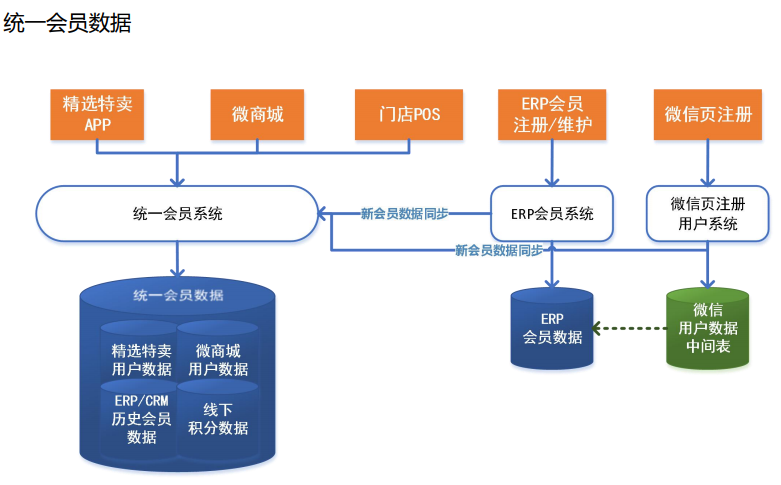 统一会员数据
精选特卖
APP
微商城
门店POS
ERP会员
注册/维护
微信页注册
统一会员系统
新会员数据同步
ERP会员系统
微信页注册
用户系统
新会员数据同步
统一会员数据
精选特卖
用户数据
微商城
用户数据
ERP/CRM
历史会员
数据
线下
积分数据
ERP
会员数据
微信
用户数据
中间表